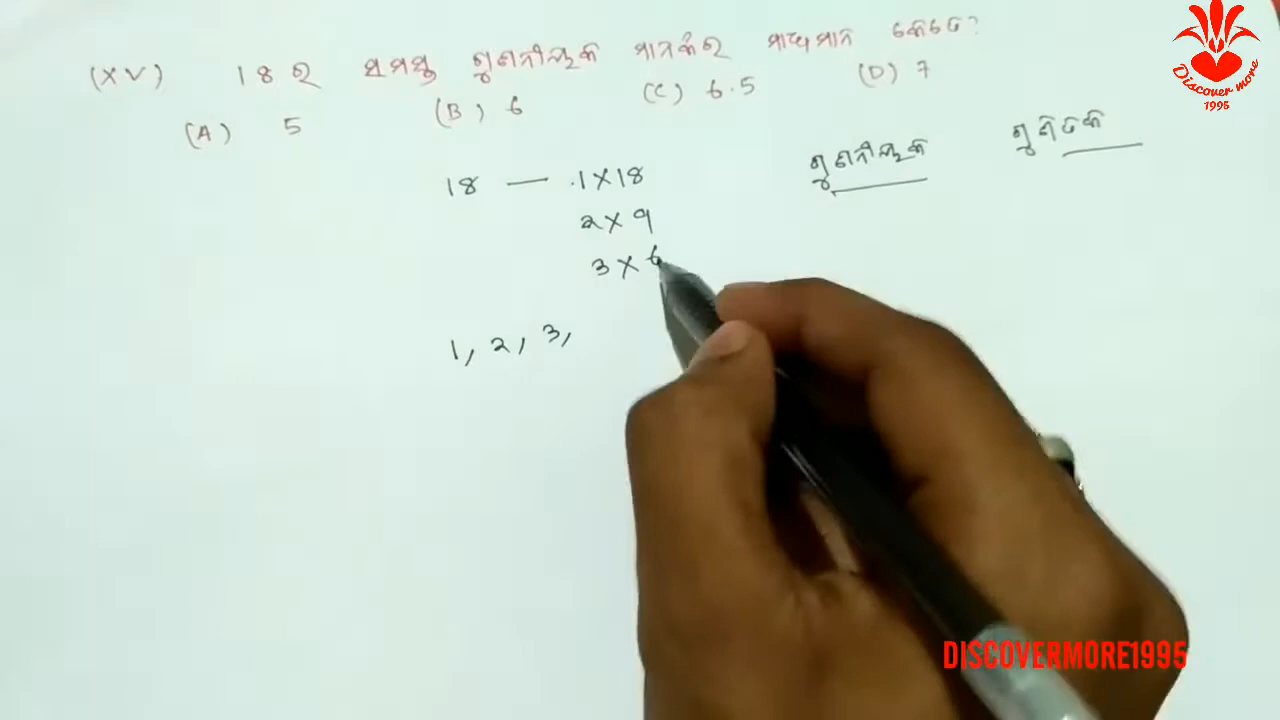 (XV) 18 ର ସମସ୍ତ ଗୁଣନୀୟକ ମାନଙ୍କର ମାଧ୍ୟମାନ କେତେ?
(A) 5 (B) 6 (C) 6.5 (D) 7
18 — 1×18 ଗୁଣନୀୟକ ଗୁଣିତକ
2×9
3×6
1, 2, 3,
Discover more
1995
DISCOVERMORE1995